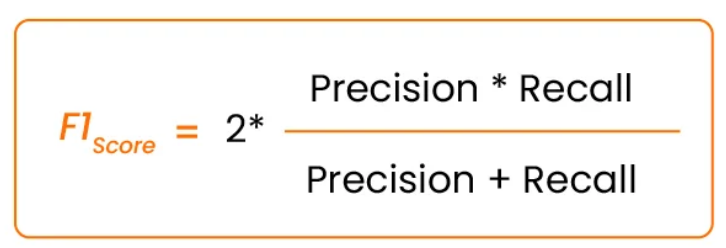 Precision * Recall
F1Score = 2*
Precision + Recall